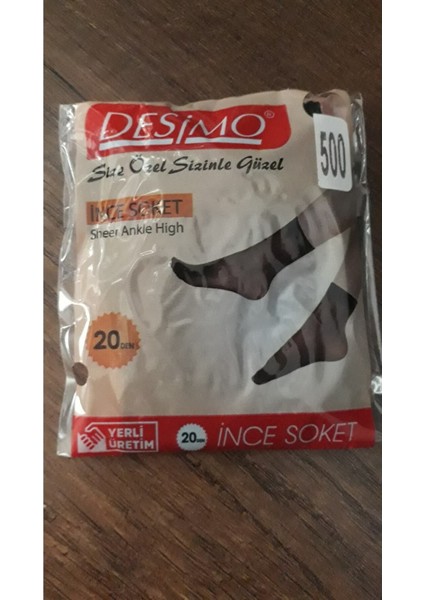 DESİMO®
500
Size Özel Sizinle Güzel
İNCE SOKET
Sheer Ankle High
20 DEN
YERLİ
ÜRETİM
20 DEN
İNCE SOKET